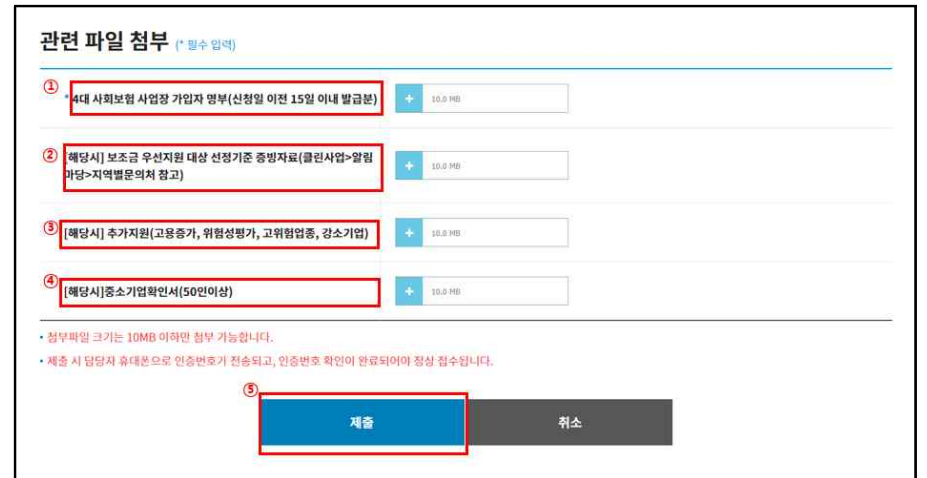 관련 파일 첨부 (* 필수 입력)
① * 4대 사회보험 사업장 가입자 명부(신청일 이전 15일 이내 발급분) + 10.0 MB
② [해당시] 보조금 우선지원 대상 선정기준 증빙자료(클린사업>알림
마당>지역별문의처 참고) + 10.0 MB
③ [해당시] 추가지원(고용증가, 위험성평가, 고위험업종, 강소기업) + 10.0 MB
④ [해당시]중소기업확인서(50인이상) + 10.0 MB
• 첨부파일 크기는 10MB 이하만 첨부 가능합니다.
• 제출 시 담당자 휴대폰으로 인증번호가 전송되고, 인증번호 확인이 완료되어야 정상 접수됩니다.
⑤
제출 취소